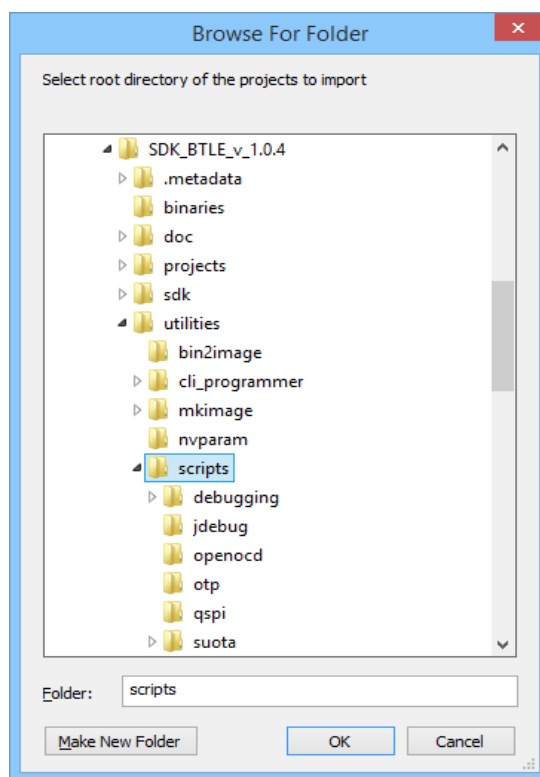 Browse For Folder
Select root directory of the projects to import
SDK_BTLE_v_1.0.4
.metadata
binaries
doc
projects
sdk
utilities
bin2image
cli_programmer
mkimage
nvparam
scripts
debugging
jdebug
openocd
otp
qspi
suota
Folder: scripts
Make New Folder OK Cancel